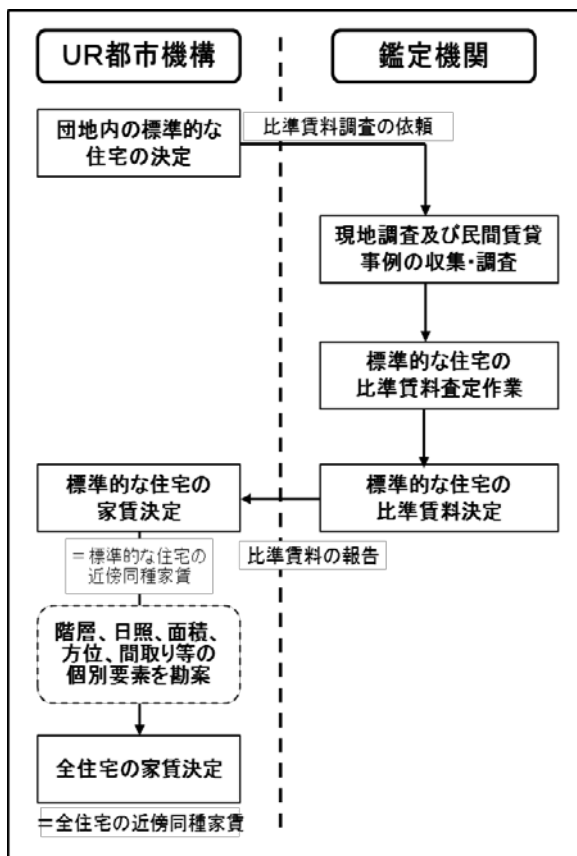 UR都市機構
鑑定機関
団地内の標準的な
住宅の決定
比準賃料調査の依頼
現地調査及び民間賃貸
事例の収集・調査
標準的な住宅の
比準賃料査定作業
標準的な住宅の
比準賃料決定
標準的な住宅の
家賃決定
比準賃料の報告
＝標準的な住宅の
近傍同種家賃
階層、日照、面積、
方位、間取り等の
個別要素を勘案
全住宅の家賃決定
＝全住宅の近傍同種家賃